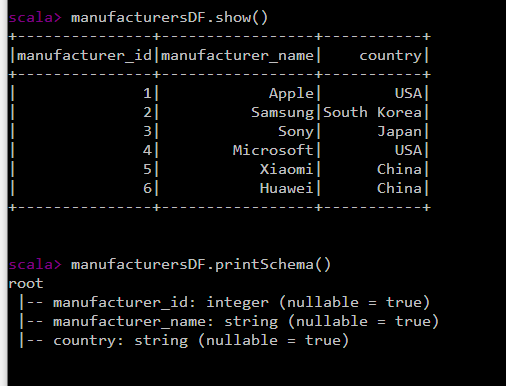 scala> manufacturersDF.show()
+---------------+-----------------+-----------+
|manufacturer_id|manufacturer_name|    country|
+---------------+-----------------+-----------+
|              1|            Apple|        USA|
|              2|          Samsung|South Korea|
|              3|             Sony|      Japan|
|              4|        Microsoft|        USA|
|              5|           Xiaomi|      China|
|              6|           Huawei|      China|
+---------------+-----------------+-----------+
scala> manufacturersDF.printSchema()
root
 |-- manufacturer_id: integer (nullable = true)
 |-- manufacturer_name: string (nullable = true)
 |-- country: string (nullable = true)